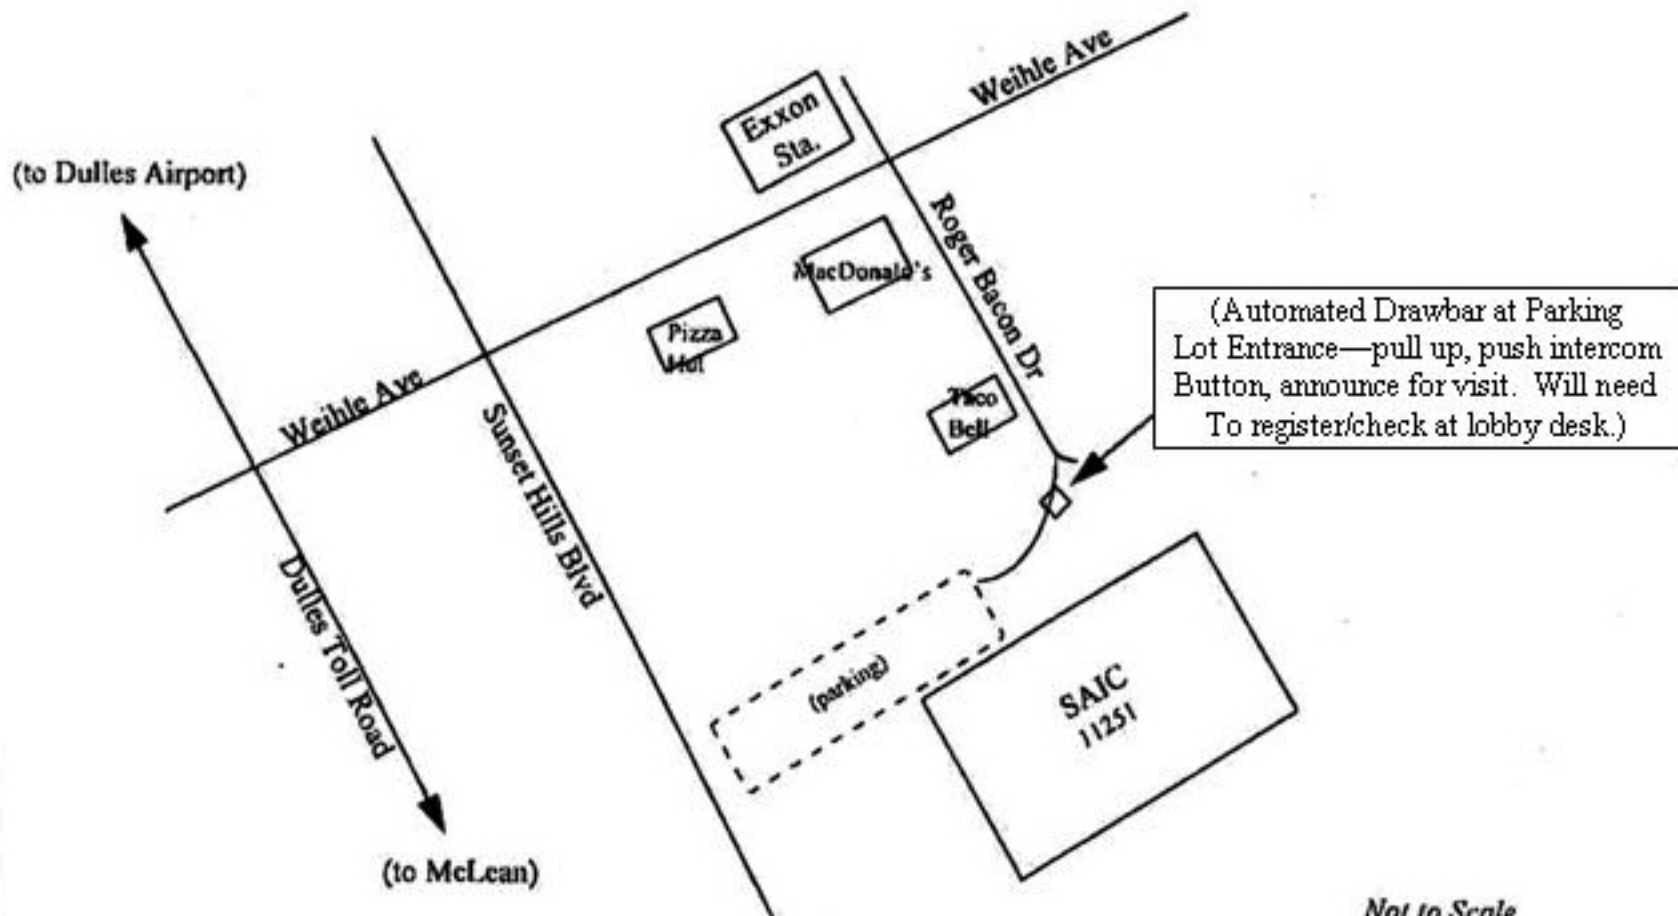 Weihle Ave
Exxon
Sta.
(to Dulles Airport)
Roger Bacon Dr
MacDonald's
Pizza
Hut
(Automated Drawbar at Parking
Lot Entrance—pull up, push intercom
Button, announce for visit. Will need
To register/check at lobby desk.)
Weihle Ave
Taco
Bell
Sunset Hills Blvd
Dulles Toll Road
(parking)
SAIC
11251
(to McLean)
Not to Scale